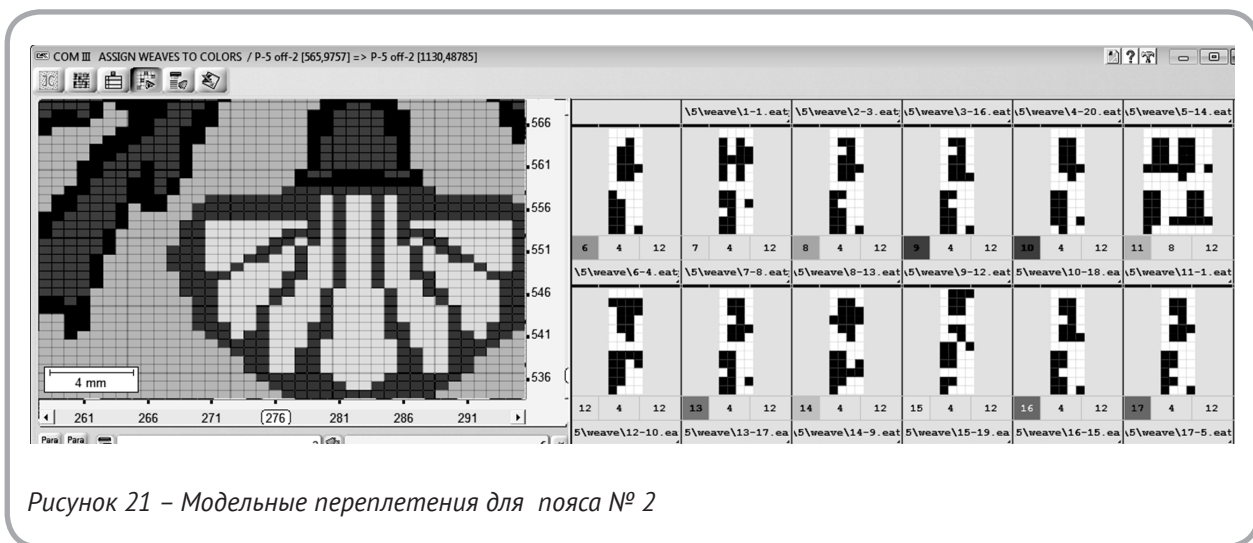 COM III ASSIGN WEAVES TO COLORS / P-5 off-2 [565,9757] => P-5 off-2 [1130,48785]
\5\weave\1-1.eat \5\weave\2-3.eat \5\weave\3-16.eat \5\weave\4-20.eat \5\weave\5-14.eat
566
561
556
551
546
541
536
6 4 12 7 4 12 8 4 12 9 4 12 10 4 12 11 8 12
\5\weave\6-4.eat \5\weave\7-8.eat \5\weave\8-13.eat \5\weave\9-12.eat 5\weave\10-18.ea \5\weave\11-1.eat
4 mm
12 4 12 13 4 12 14 4 12 15 4 12 16 4 12 17 4 12
261 266 271 276 281 286 291
5\weave\12-10.ea 5\weave\13-17.eat 5\weave\14-9.eat 5\weave\15-19.ea 5\weave\16-15.ea \5\weave\17-5.eat
Para Para
Рисунок 21 – Модельные переплетения для пояса № 2